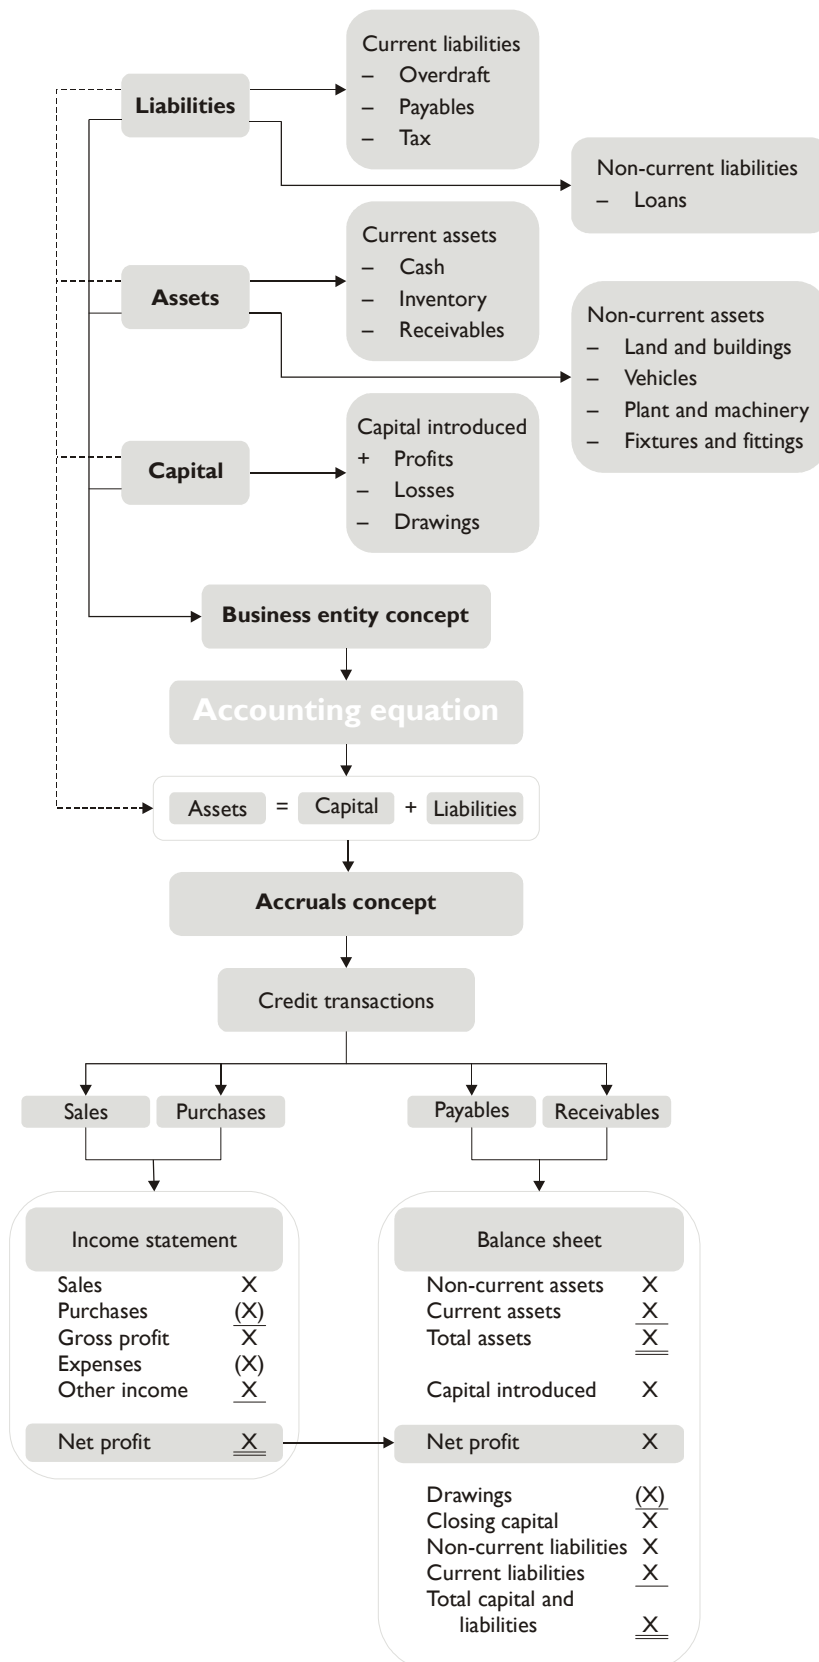 Current liabilities
– Overdraft
– Payables
– Tax
Liabilities
Non-current liabilities
– Loans
Current assets
– Cash
– Inventory
– Receivables
Assets
Non-current assets
– Land and buildings
– Vehicles
– Plant and machinery
– Fixtures and fittings
Capital introduced
+ Profits
– Losses
– Drawings
Capital
Business entity concept
Accounting equation
Assets = Capital + Liabilities
Accruals concept
Credit transactions
Sales Purchases Payables Receivables
Income statement
Sales X
Purchases (X)
Gross profit X
Expenses (X)
Other income X
Net profit X
Balance sheet
Non-current assets X
Current assets X
Total assets X
Capital introduced X
Net profit X
Drawings (X)
Closing capital X
Non-current liabilities X
Current liabilities X
Total capital and
liabilities X